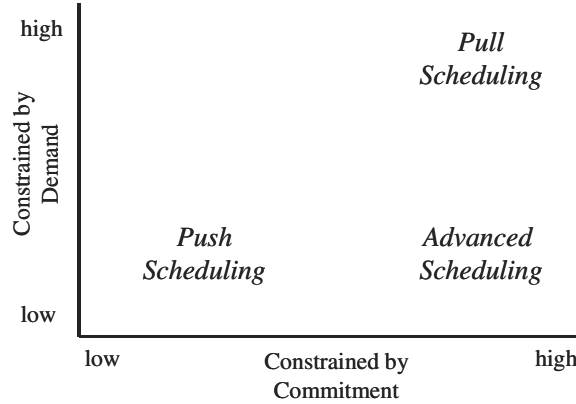 high
Pull
Scheduling
Constrained by
Demand
Push
Scheduling
Advanced
Scheduling
low
low
Constrained by
Commitment
high